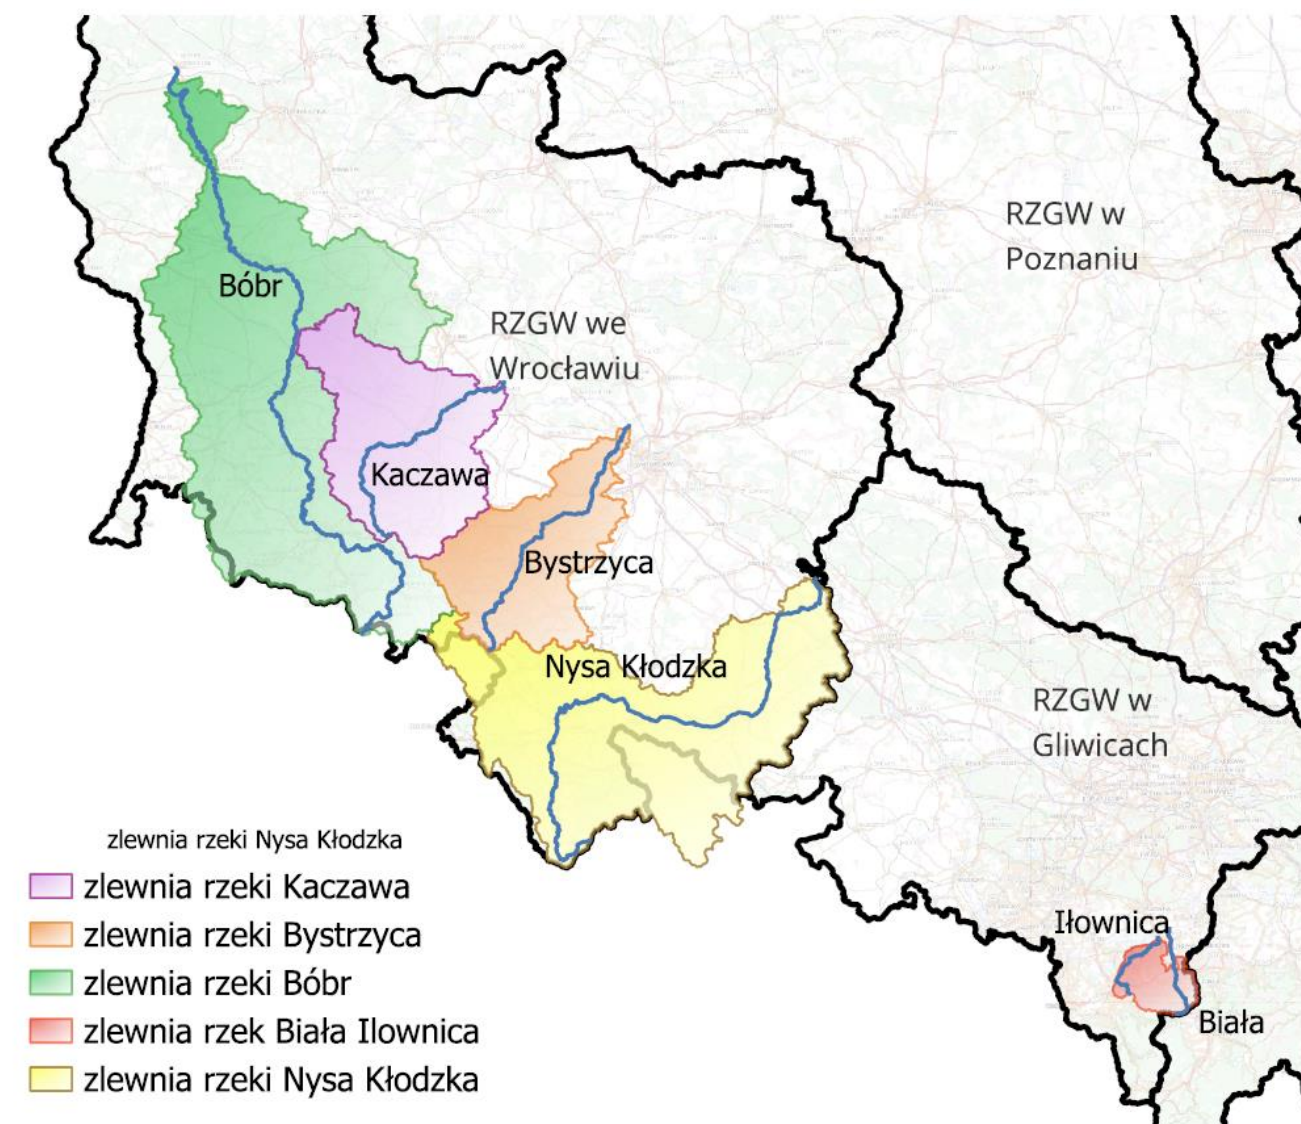 RZGW w
Poznaniu
Bóbr
RZGW we
Wrocławiu
Kaczawa
Bystrzyca
Nysa Kłodzka
RZGW w
Gliwicach
zlewnia rzeki Nysa Kłodzka
zlewnia rzeki Kaczawa
zlewnia rzeki Bystrzyca
zlewnia rzeki Bóbr
zlewnia rzek Biała Ilownica
zlewnia rzeki Nysa Kłodzka
Iłownica
Biała